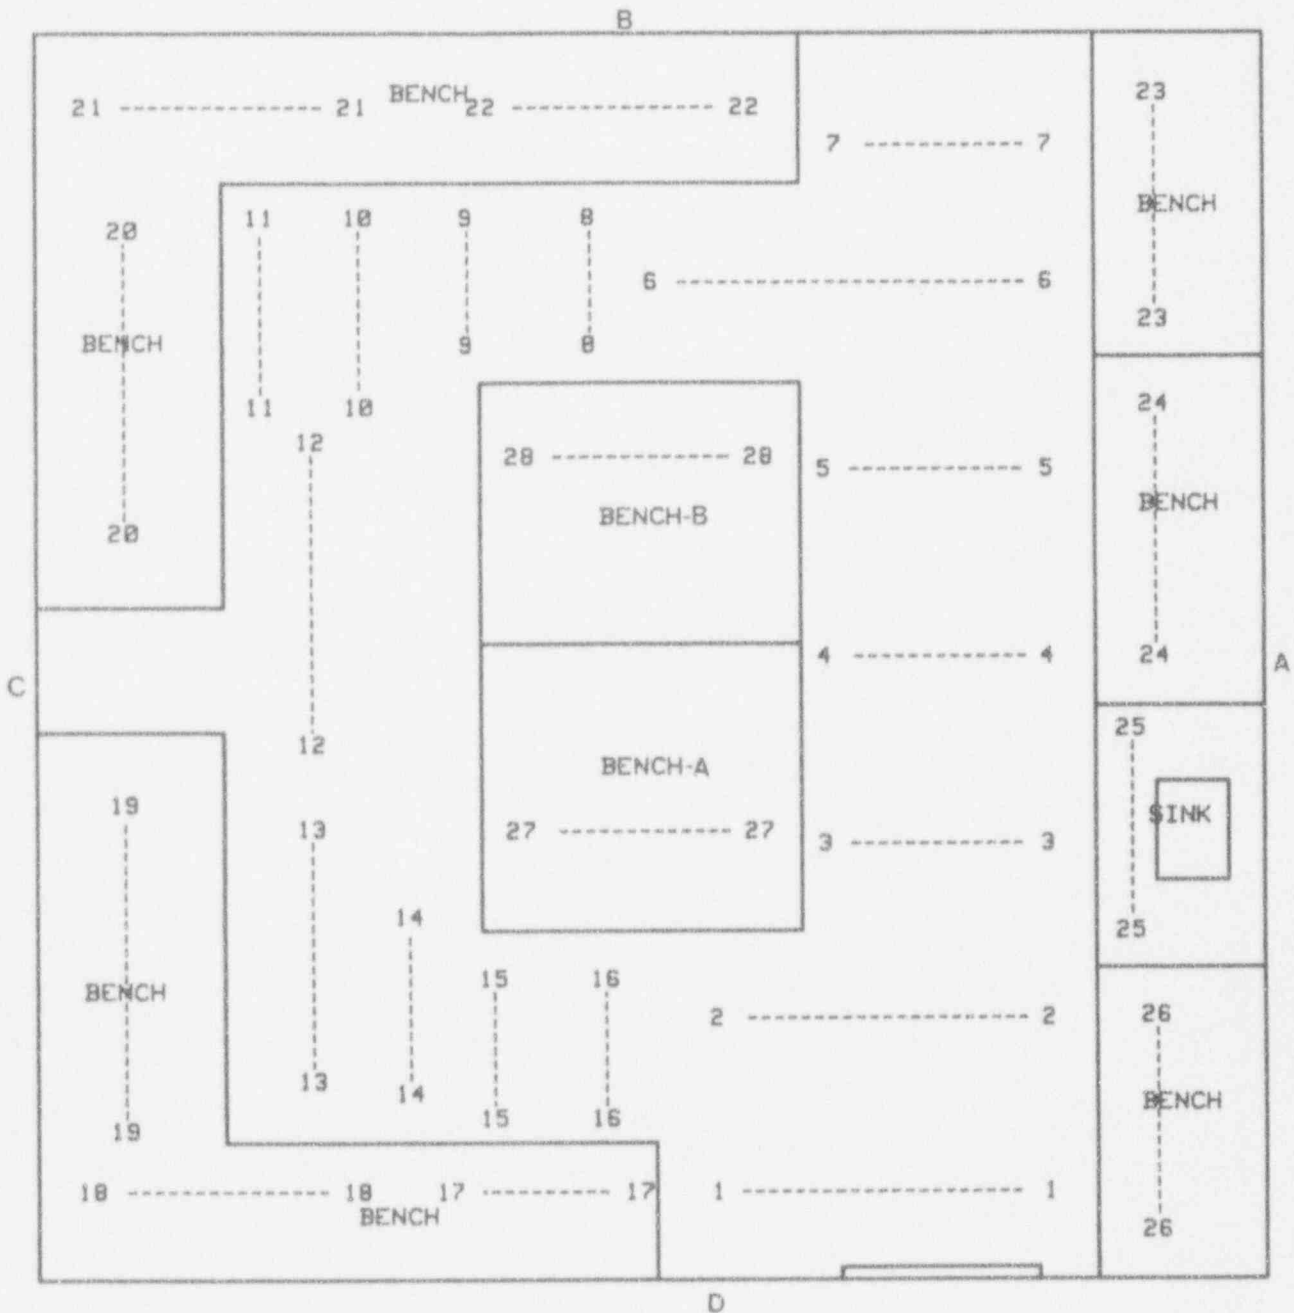 B
BENCH
21 ---------- 21
22 ---------- 22
23
7 ---------- 7
BENCH
11
10
9
8
20
6 ---------- 6
23
BENCH
9
8
11
10
24
12
28 ---------- 28
5 ---------- 5
BENCH
BENCH-B
20
4 ---------- 4
24
A
C
25
12
BENCH-A
19
SINK
13
27 ---------- 27
3 ---------- 3
14
25
15
16
BENCH
26
2 ---------- 2
13
14
BENCH
15
16
19
18 ---------- 18
17 ---------- 17
1 ---------- 1
BENCH
26
D